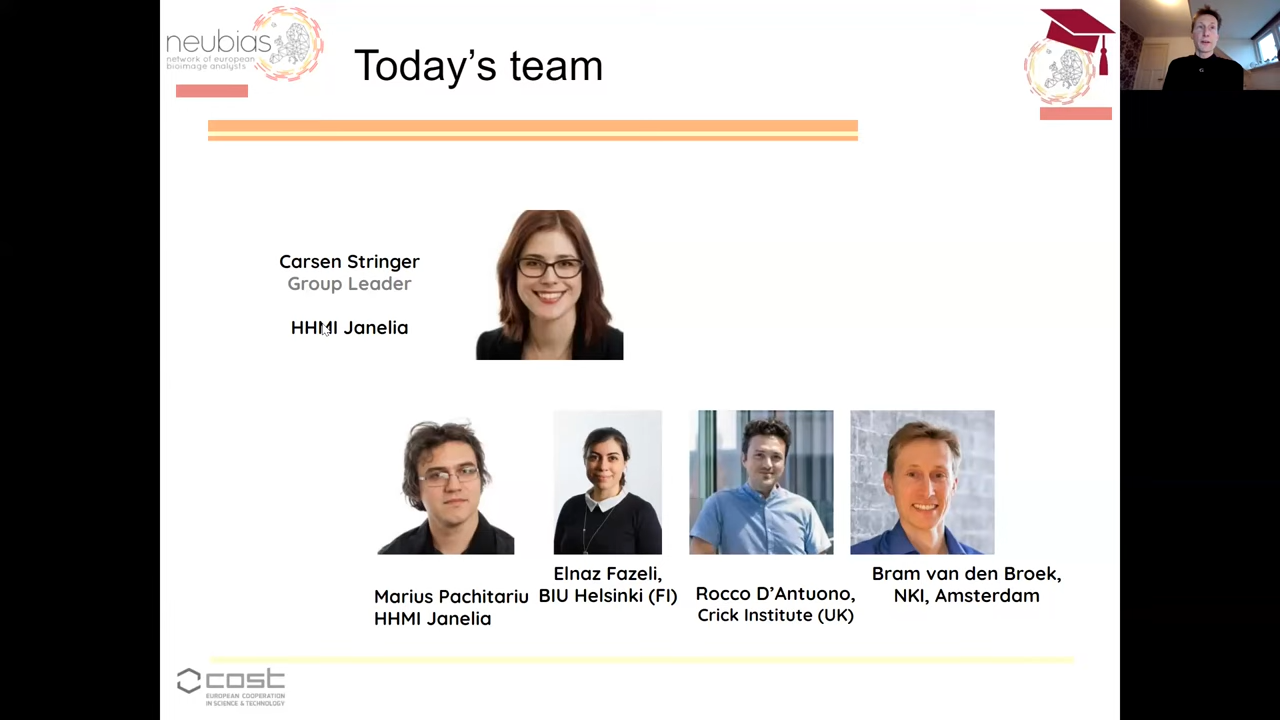 neubias
network of european
bioimage analysts
Today's team
Carsen Stringer
Group Leader
HHMI Janelia
Marius Pachitariu
HHMI Janelia
Elnaz Fazeli,
BIU Helsinki (FI)
Rocco D'Antuono,
Crick Institute (UK)
Bram van den Broek,
NKI, Amsterdam
cost
EUROPEAN COOPERATION
IN SCIENCE & TECHNOLOGY